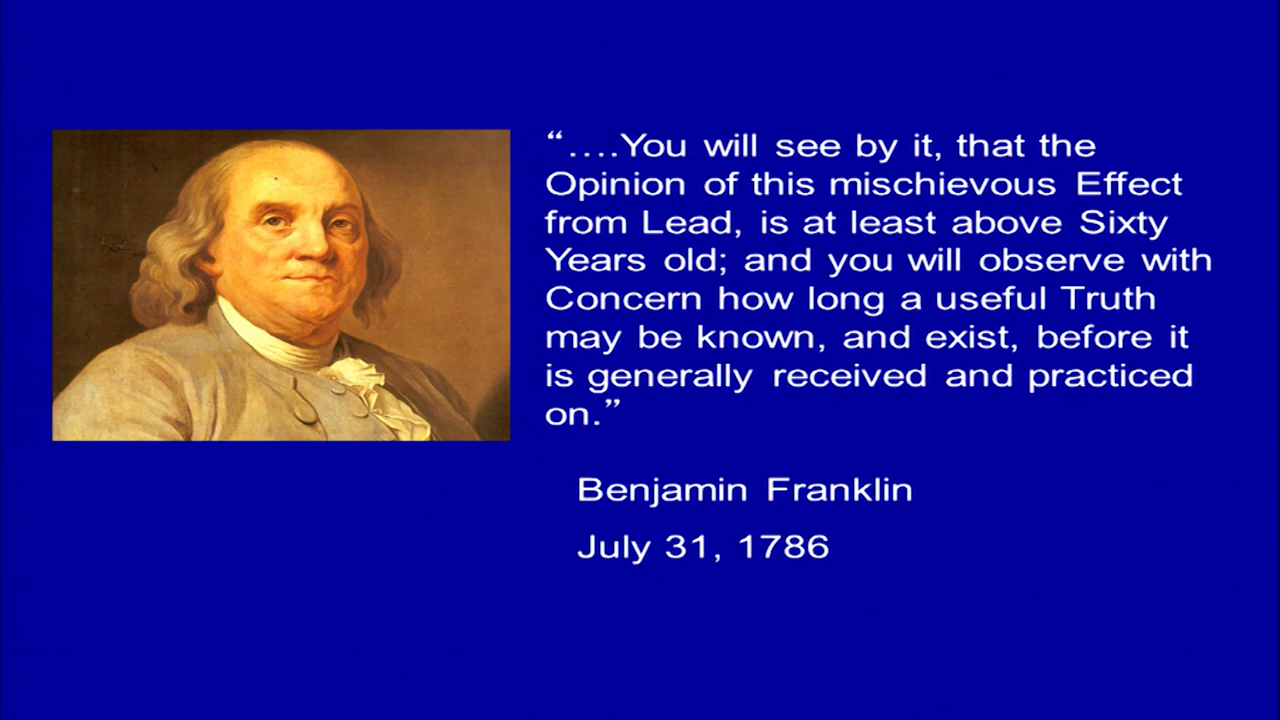 “....You will see by it, that the
Opinion of this mischievous Effect
from Lead, is at least above Sixty
Years old; and you will observe with
Concern how long a useful Truth
may be known, and exist, before it
is generally received and practiced
on.”
Benjamin Franklin
July 31, 1786